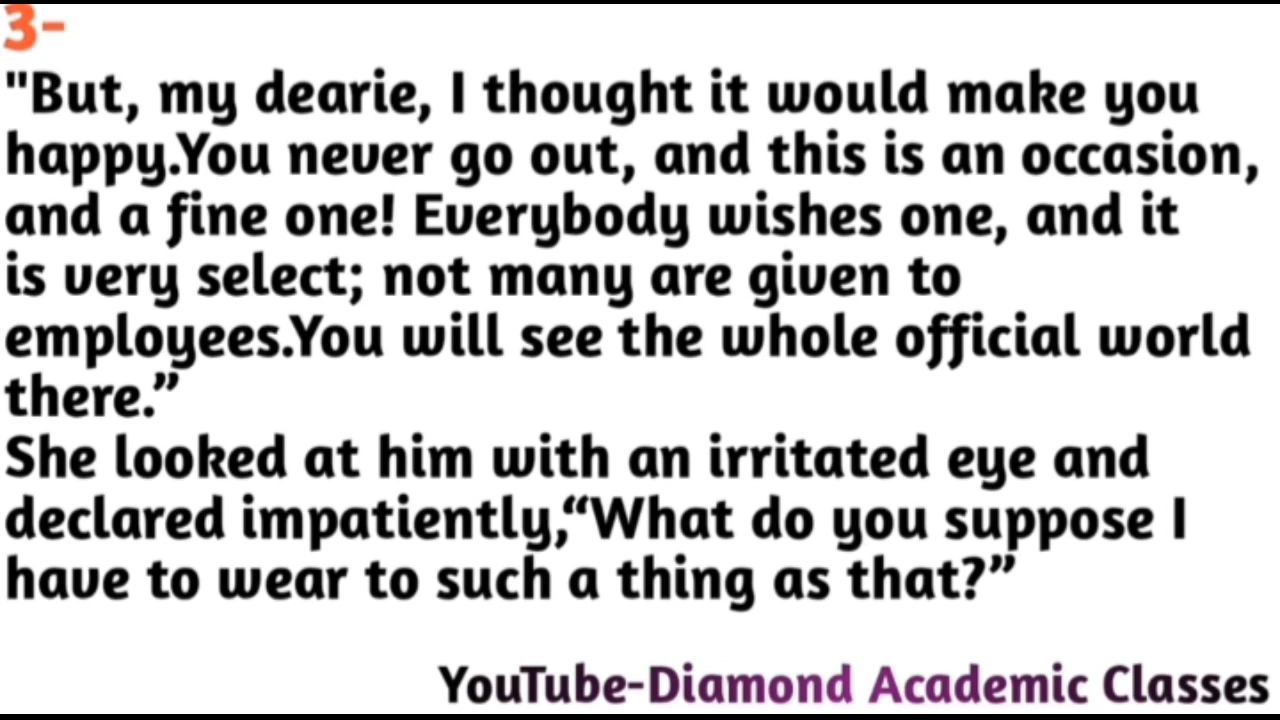 3-
"But, my dearie, I thought it would make you
happy.You never go out, and this is an occasion,
and a fine one! Everybody wishes one, and it
is very select; not many are given to
employees.You will see the whole official world
there.”
She looked at him with an irritated eye and
declared impatiently,“What do you suppose I
have to wear to such a thing as that?”
YouTube-Diamond Academic Classes